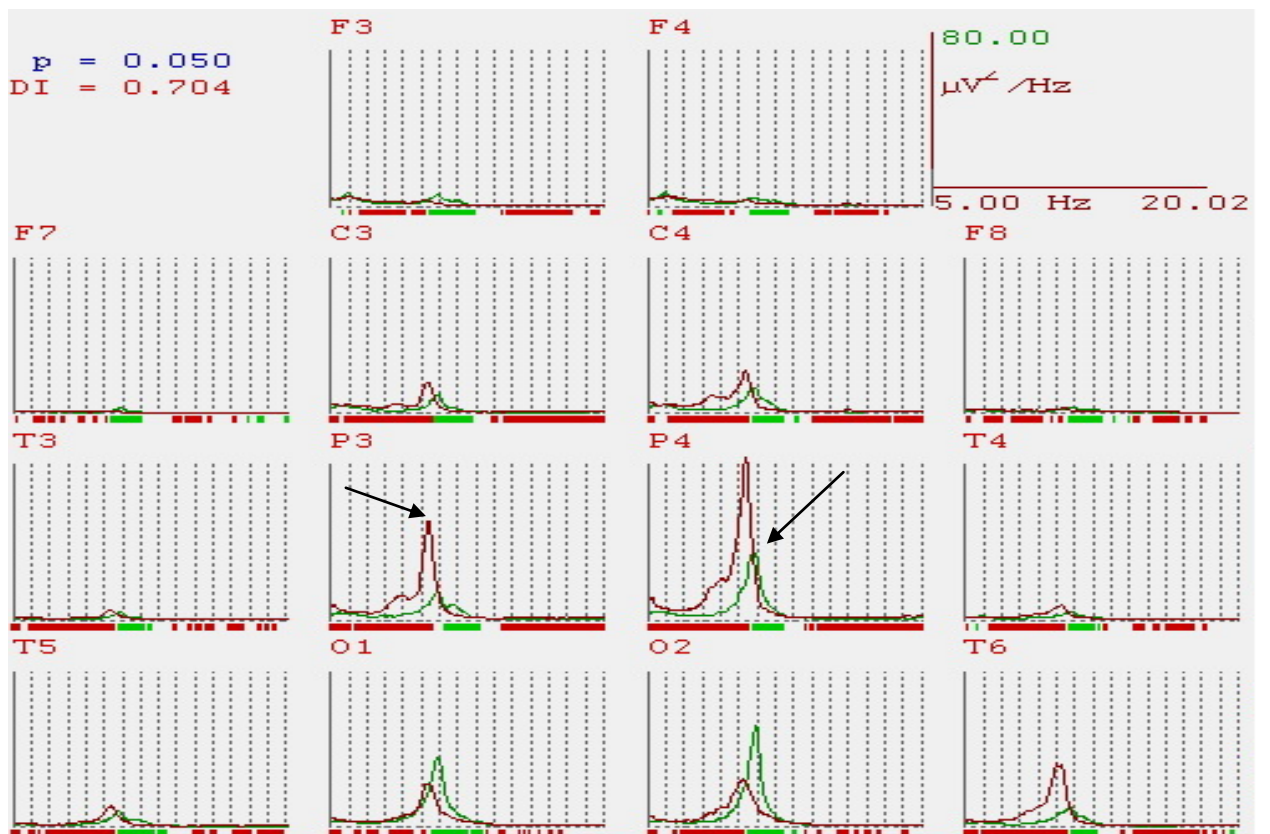 F3 F4
80.00
p = 0.050
DI = 0.704
µV² /Hz
5.00 Hz 20.02
F7 C3 C4 F8
T3 P3 P4 T4
T5 O1 O2 T6